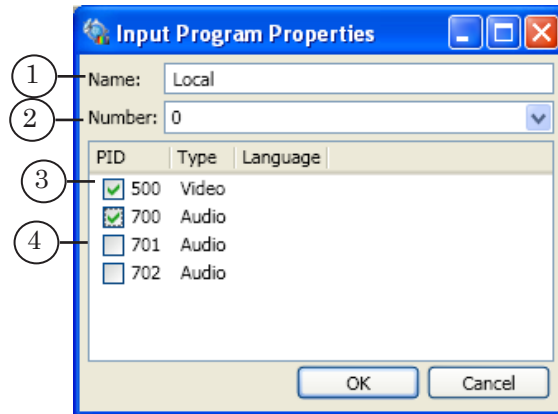 Input Program Properties
1 Name: Local
2 Number: 0
PID Type Language
3 500 Video
700 Audio
4 701 Audio
702 Audio
OK Cancel